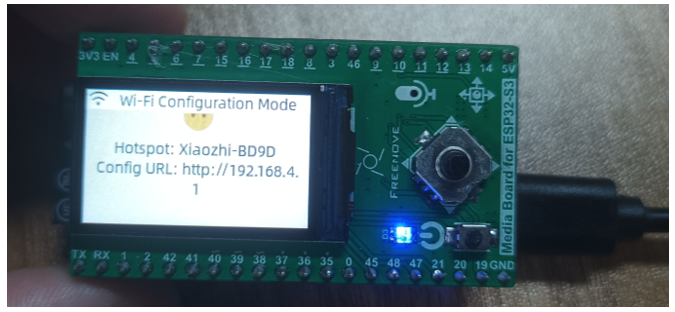 3V3 EN 4 6 7 15 16 17 18 8 3 46 9 10 11 12 13 14 5V
Wi-Fi Configuration Mode
Hotspot: Xiaozhi-BD9D
Config URL: http://192.168.4.
1
FREENOVE
Media Board for ESP32-S3
TX RX 1 2 42 41 40 39 38 37 36 35 0 45 48 47 21 20 19 GND